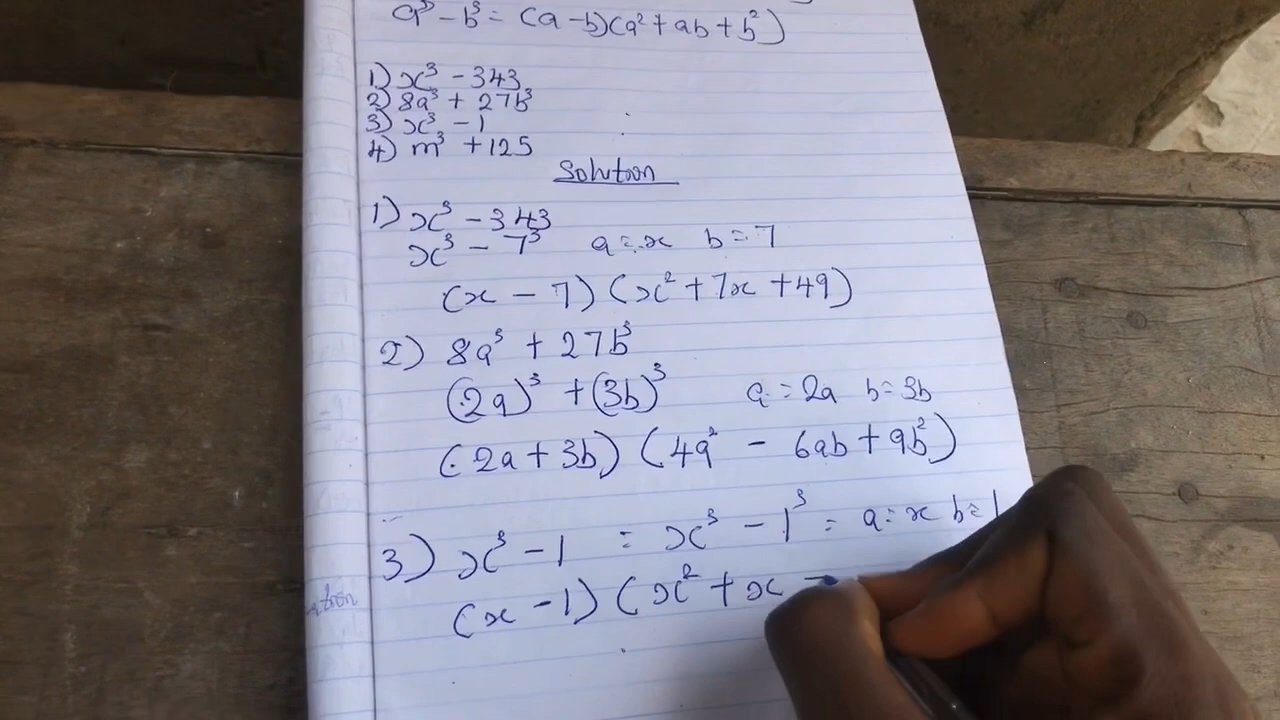 a³ - b³ = (a - b)(a² + ab + b²)
1) x³ - 343
2) 8a³ + 27b³
3) x³ - 1
4) m³ + 125
Solution
1) x³ - 343
x³ - 7³ a = x b = 7
(x - 7) (x² + 7x + 49)
2) 8a³ + 27b³
(2a)³ + (3b)³ a = 2a b = 3b
(2a + 3b) (4a² - 6ab + 9b²)
3) x³ - 1 = x³ - 1³ = a = x b = 1
(x - 1) (x² + x